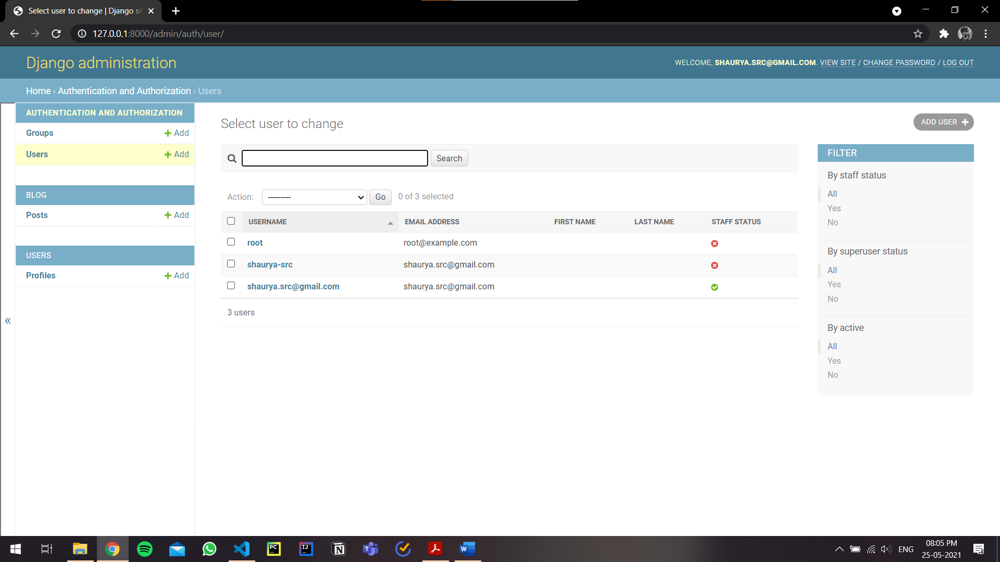 Select user to change | Django si
127.0.0.1:8000/admin/auth/user/
Django administration
WELCOME, SHAURYA.SRC@GMAIL.COM. VIEW SITE / CHANGE PASSWORD / LOG OUT
Home › Authentication and Authorization › Users
AUTHENTICATION AND AUTHORIZATION
Groups + Add
Users + Add
BLOG
Posts + Add
USERS
Profiles + Add
«
Select user to change
ADD USER +
Search
Action: --------- Go 0 of 3 selected
USERNAME EMAIL ADDRESS FIRST NAME LAST NAME STAFF STATUS
root root@example.com
shaurya-src shaurya.src@gmail.com
shaurya.src@gmail.com shaurya.src@gmail.com
3 users
FILTER
By staff status
All
Yes
No
By superuser status
All
Yes
No
By active
All
Yes
No
PC
IJ
N
T
W
ENG
08:05 PM
25-05-2021